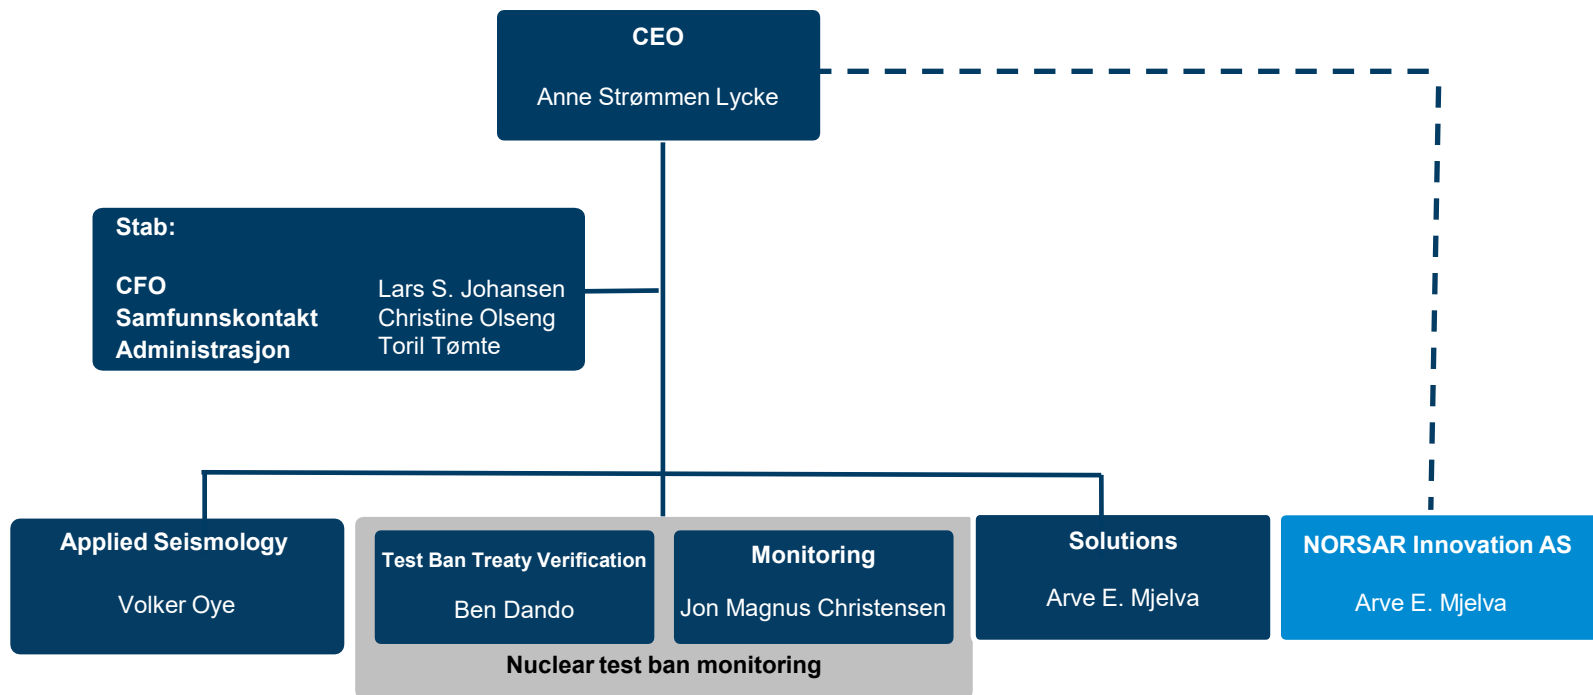 CEO
Anne Strømmen Lycke
Stab:
CFO Lars S. Johansen
Samfunnskontakt Christine Olseng
Administrasjon Toril Tømte
Applied Seismology
Volker Oye
Test Ban Treaty Verification
Ben Dando
Monitoring
Jon Magnus Christensen
Nuclear test ban monitoring
Solutions
Arve E. Mjelva
NORSAR Innovation AS
Arve E. Mjelva